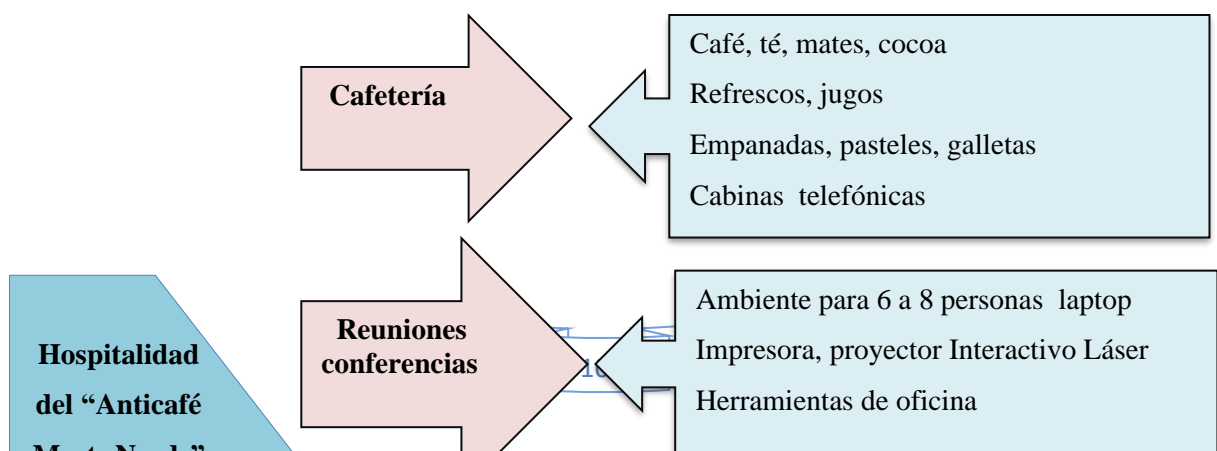 Cafetería
Café, té, mates, cocoa
Refrescos, jugos
Empanadas, pasteles, galletas
Cabinas telefónicas
Reuniones
conferencias
Ambiente para 6 a 8 personas laptop
Impresora, proyector Interactivo Láser
Herramientas de oficina
Hospitalidad
del “Anticafé